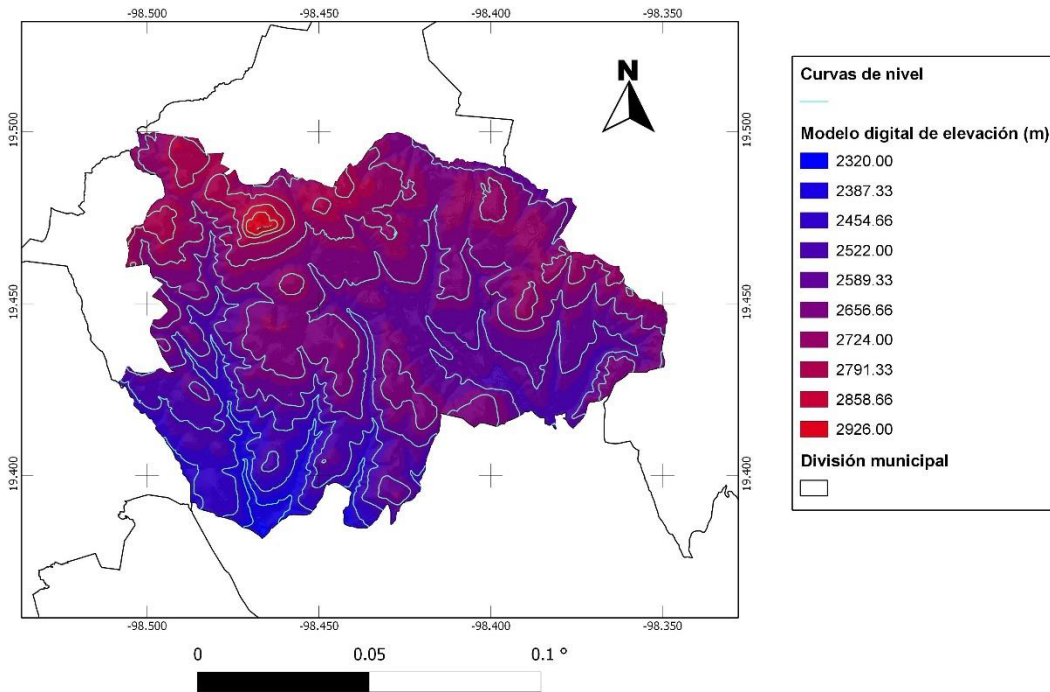 -98.500 -98.450 -98.400 -98.350
N
19.500 19.500
19.450 19.450
19.400 19.400
-98.500 -98.450 -98.400 -98.350
0 0.05 0.1 °
Curvas de nivel
Modelo digital de elevación (m)
2320.00
2387.33
2454.66
2522.00
2589.33
2656.66
2724.00
2791.33
2858.66
2926.00
División municipal